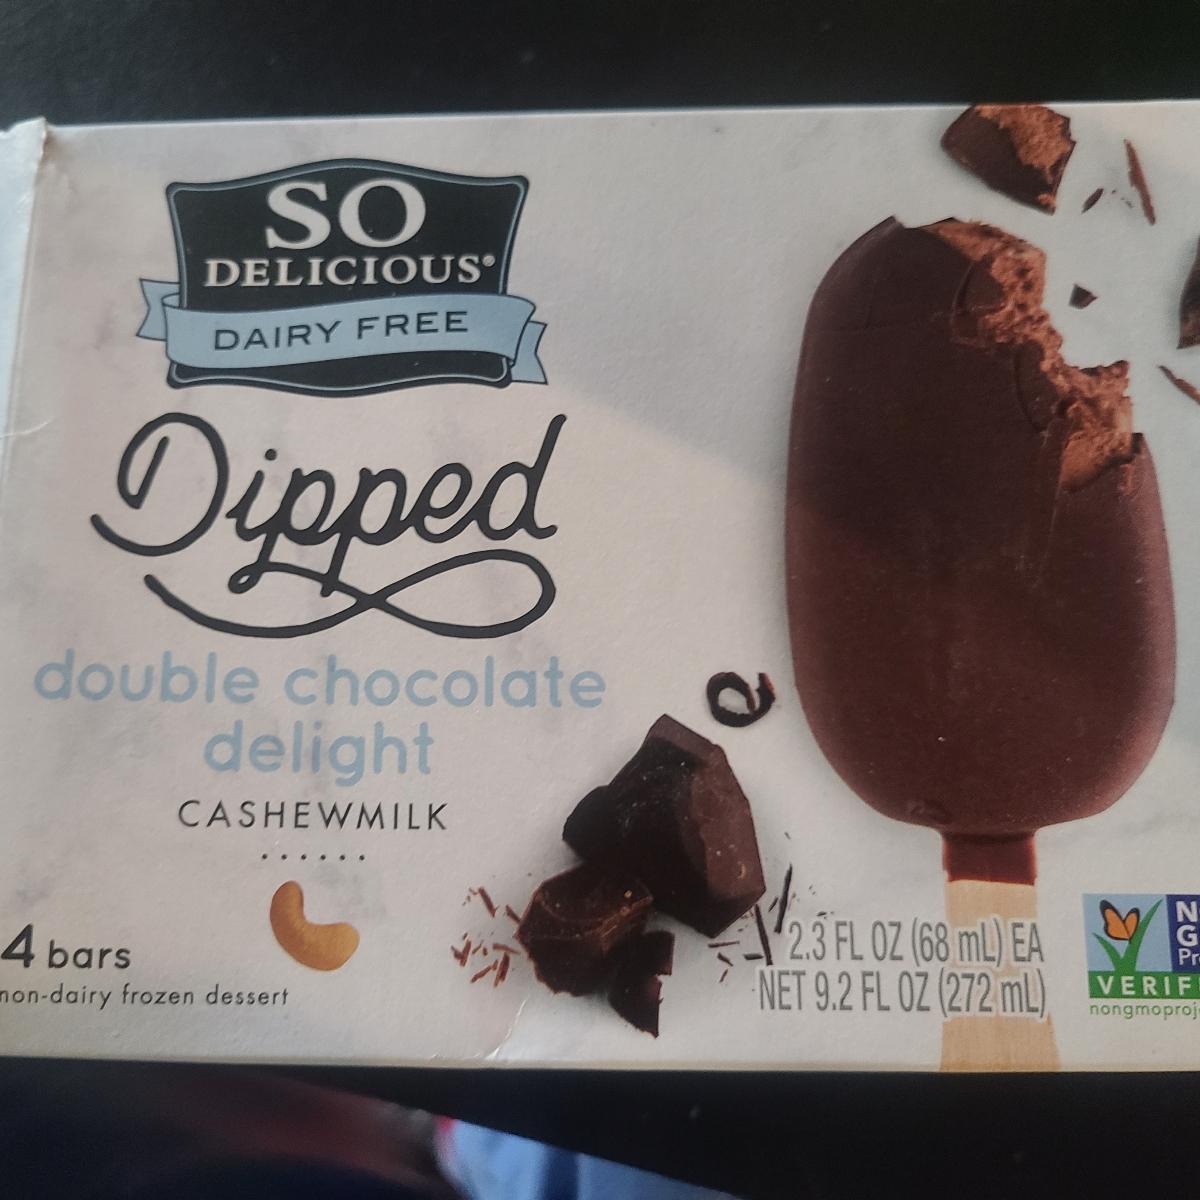 SO
DELICIOUS®
DAIRY FREE
Dipped
double chocolate
delight
CASHEWMILK
4 bars
non-dairy frozen dessert
2.3 FL OZ (68 mL) EA
NET 9.2 FL OZ (272 mL)
VERIF
nongmoproj